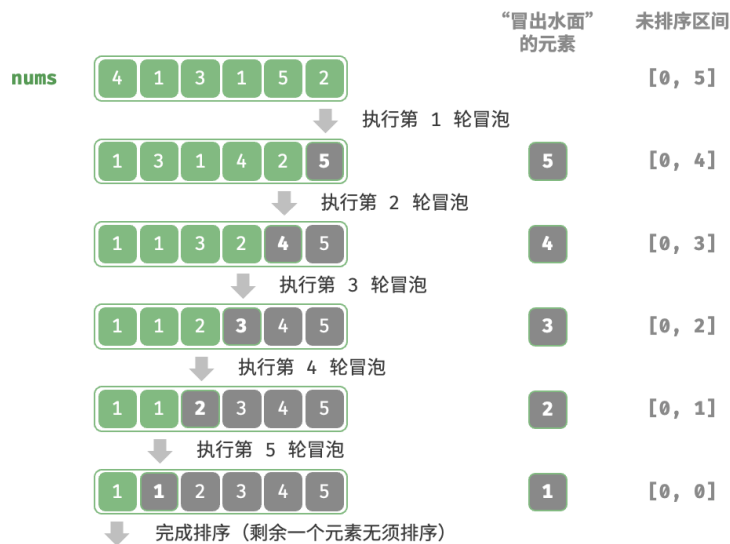 “冒出水面” 未排序区间
的元素
nums 4 1 3 1 5 2 [0, 5]
执行第 1 轮冒泡
1 3 1 4 2 5 5 [0, 4]
执行第 2 轮冒泡
1 1 3 2 4 5 4 [0, 3]
执行第 3 轮冒泡
1 1 2 3 4 5 3 [0, 2]
执行第 4 轮冒泡
1 1 2 3 4 5 2 [0, 1]
执行第 5 轮冒泡
1 1 2 3 4 5 1 [0, 0]
完成排序（剩余一个元素无须排序）